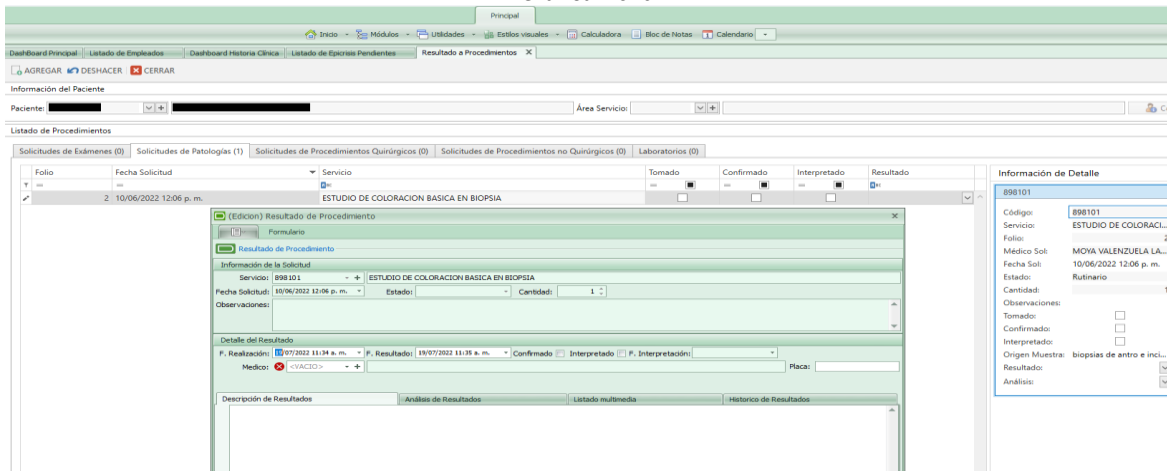 Principal
Inicio - Módulos - Utilidades - Estilos visuales - Calculadora Bloc de Notas Calendario
DashBoard Principal Listado de Empleados Dashboard Historia Clínica Listado de Epicrisis Pendientes Resultado a Procedimientos X
AGREGAR DESHACER CERRAR
Información del Paciente
Paciente: Área Servicio:
Listado de Procedimientos
Solicitudes de Exámenes (0) Solicitudes de Patologías (1) Solicitudes de Procedimientos Quirúrgicos (0) Solicitudes de Procedimientos no Quirúrgicos (0) Laboratorios (0)
Folio Fecha Solicitud Servicio Tomado Confirmado Interpretado Resultado
2 10/06/2022 12:06 p. m. ESTUDIO DE COLORACION BASICA EN BIOPSIA
(Edicion) Resultado de Procedimiento
Formulario
Resultado de Procedimiento
Información de la Solicitud
Servicio: 898101 - + ESTUDIO DE COLORACION BASICA EN BIOPSIA
Fecha Solicitud: 10/06/2022 12:06 p. m. Estado: Cantidad: 1
Observaciones:
Detalle del Resultado
F. Realización: 19/07/2022 11:34 a. m. F. Resultado: 19/07/2022 11:35 a. m. Confirmado Interpretado F. Interpretación:
Medico: <VACIO> - + Placa:
Descripción de Resultados Análisis de Resultados Listado multimedia Historico de Resultados
Información de Detalle
898101
Código: 898101
Servicio: ESTUDIO DE COLORACI...
Folio: 2
Médico Sol: MOYA VALENZUELA LA...
Fecha Sol: 10/06/2022 12:06 p. m.
Estado: Rutinario
Cantidad: 1
Observaciones:
Tomado:
Confirmado:
Interpretado:
Origen Muestra: biopsias de antro e inci...
Resultado:
Análisis: